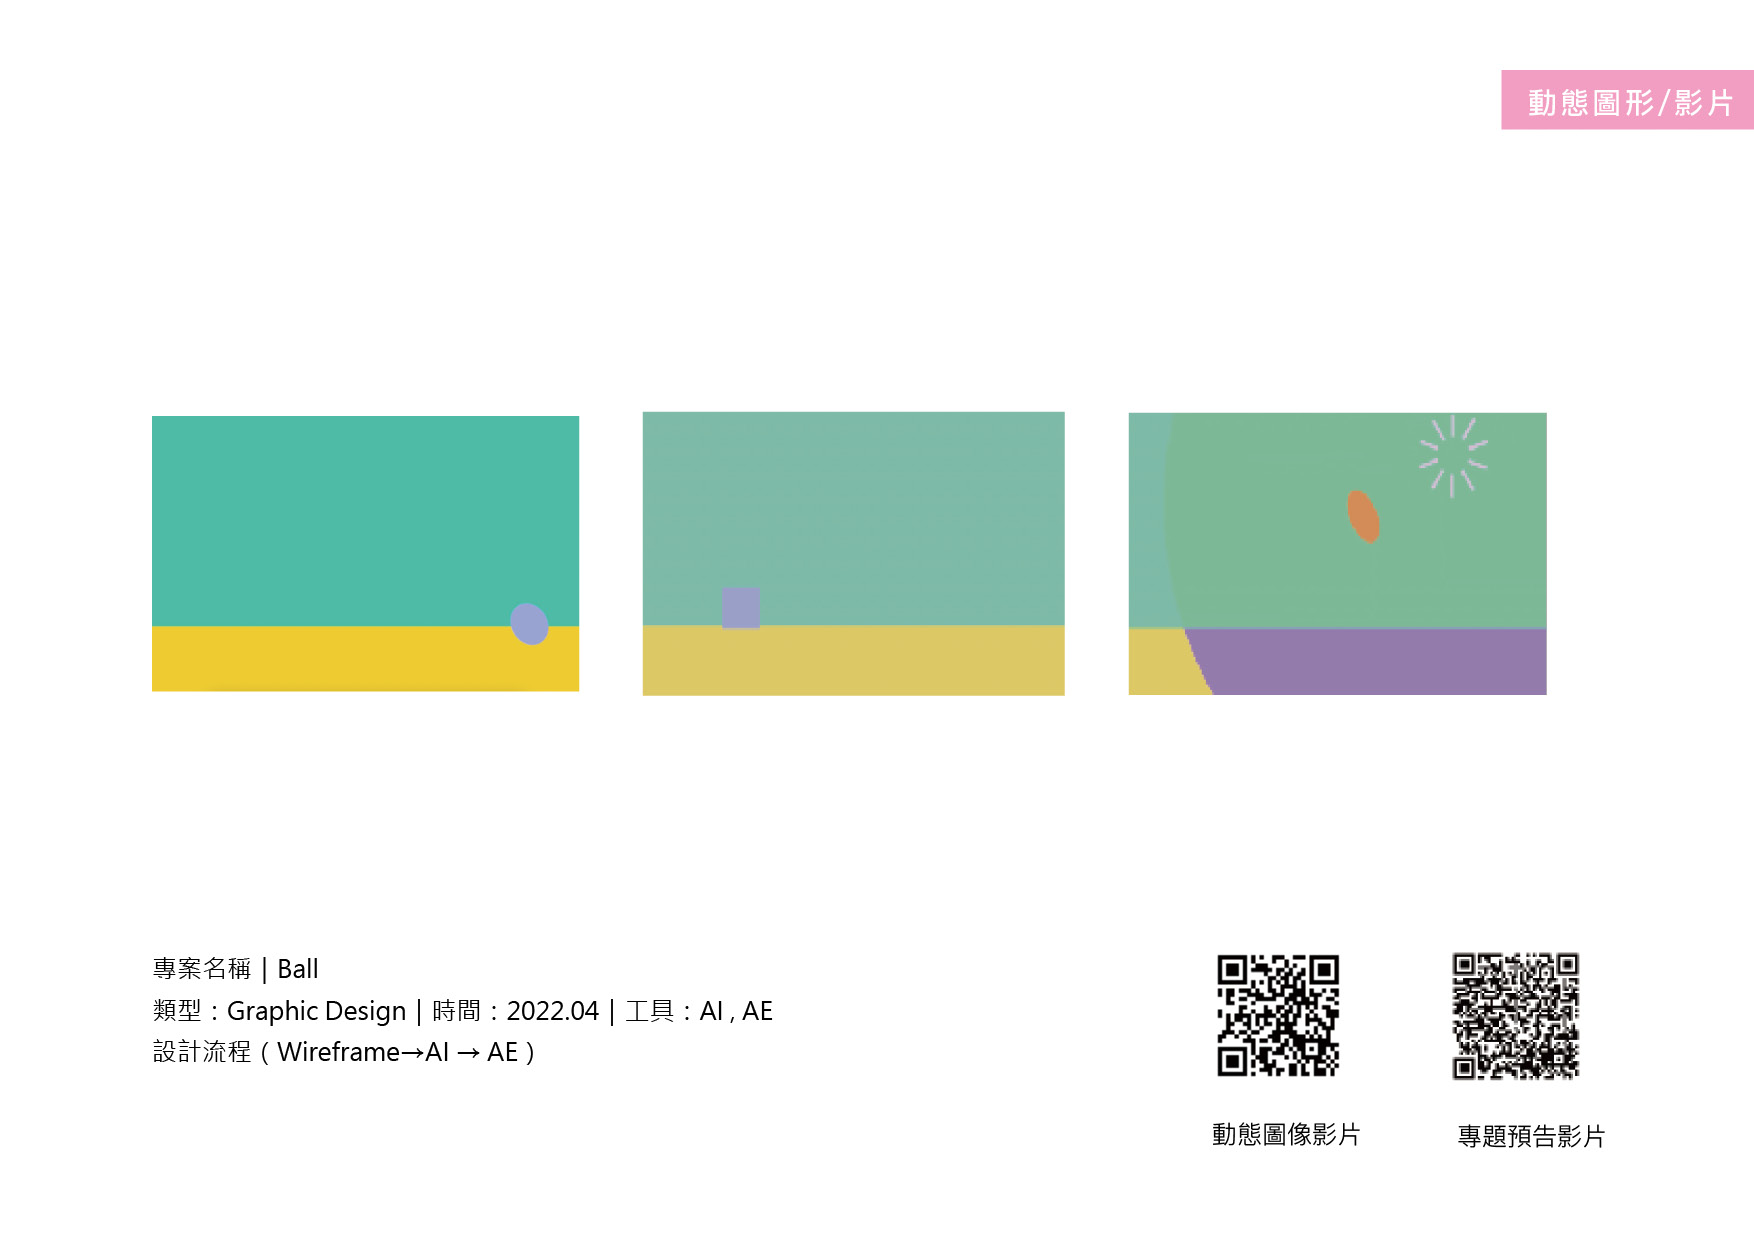 動態圖形/影片
專案名稱 | Ball
類型：Graphic Design | 時間：2022.04 | 工具：AI , AE
設計流程 ( Wireframe→AI → AE )
動態圖像影片
專題預告影片